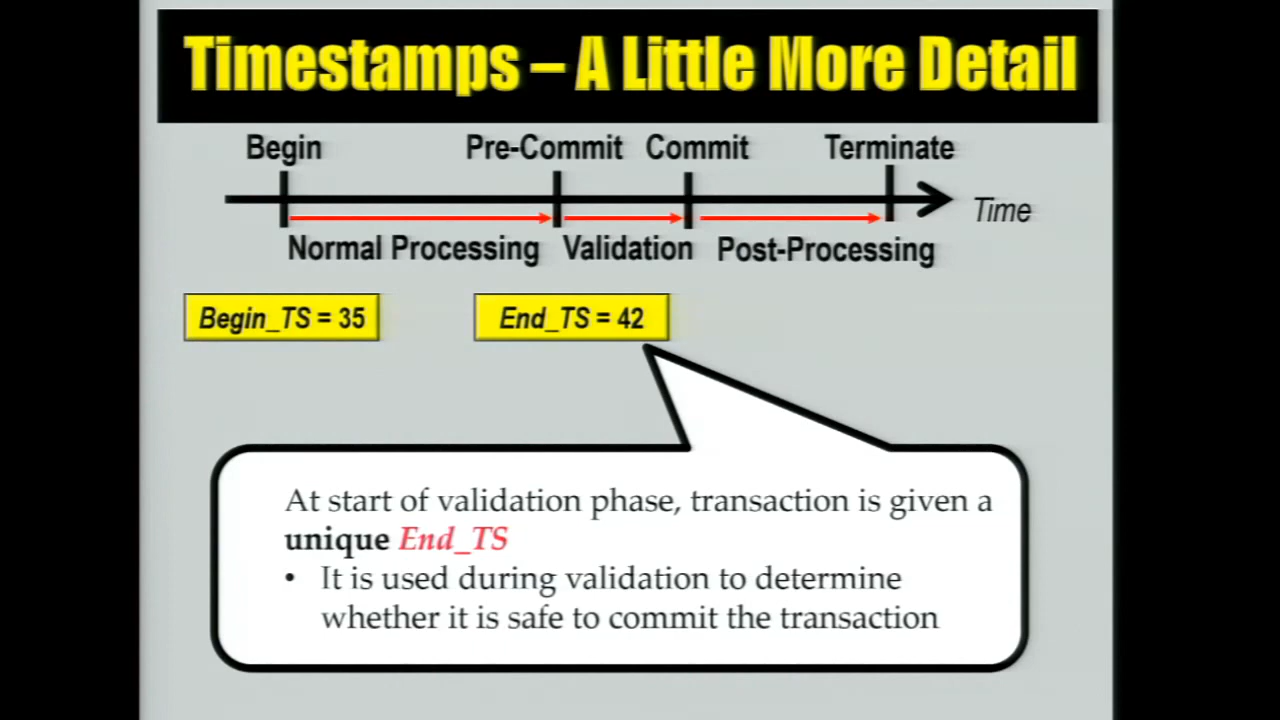 Timestamps – A Little More Detail
Begin Pre-Commit Commit Terminate
Time
Normal Processing Validation Post-Processing
Begin_TS = 35 End_TS = 42
At start of validation phase, transaction is given a
unique End_TS
• It is used during validation to determine
whether it is safe to commit the transaction